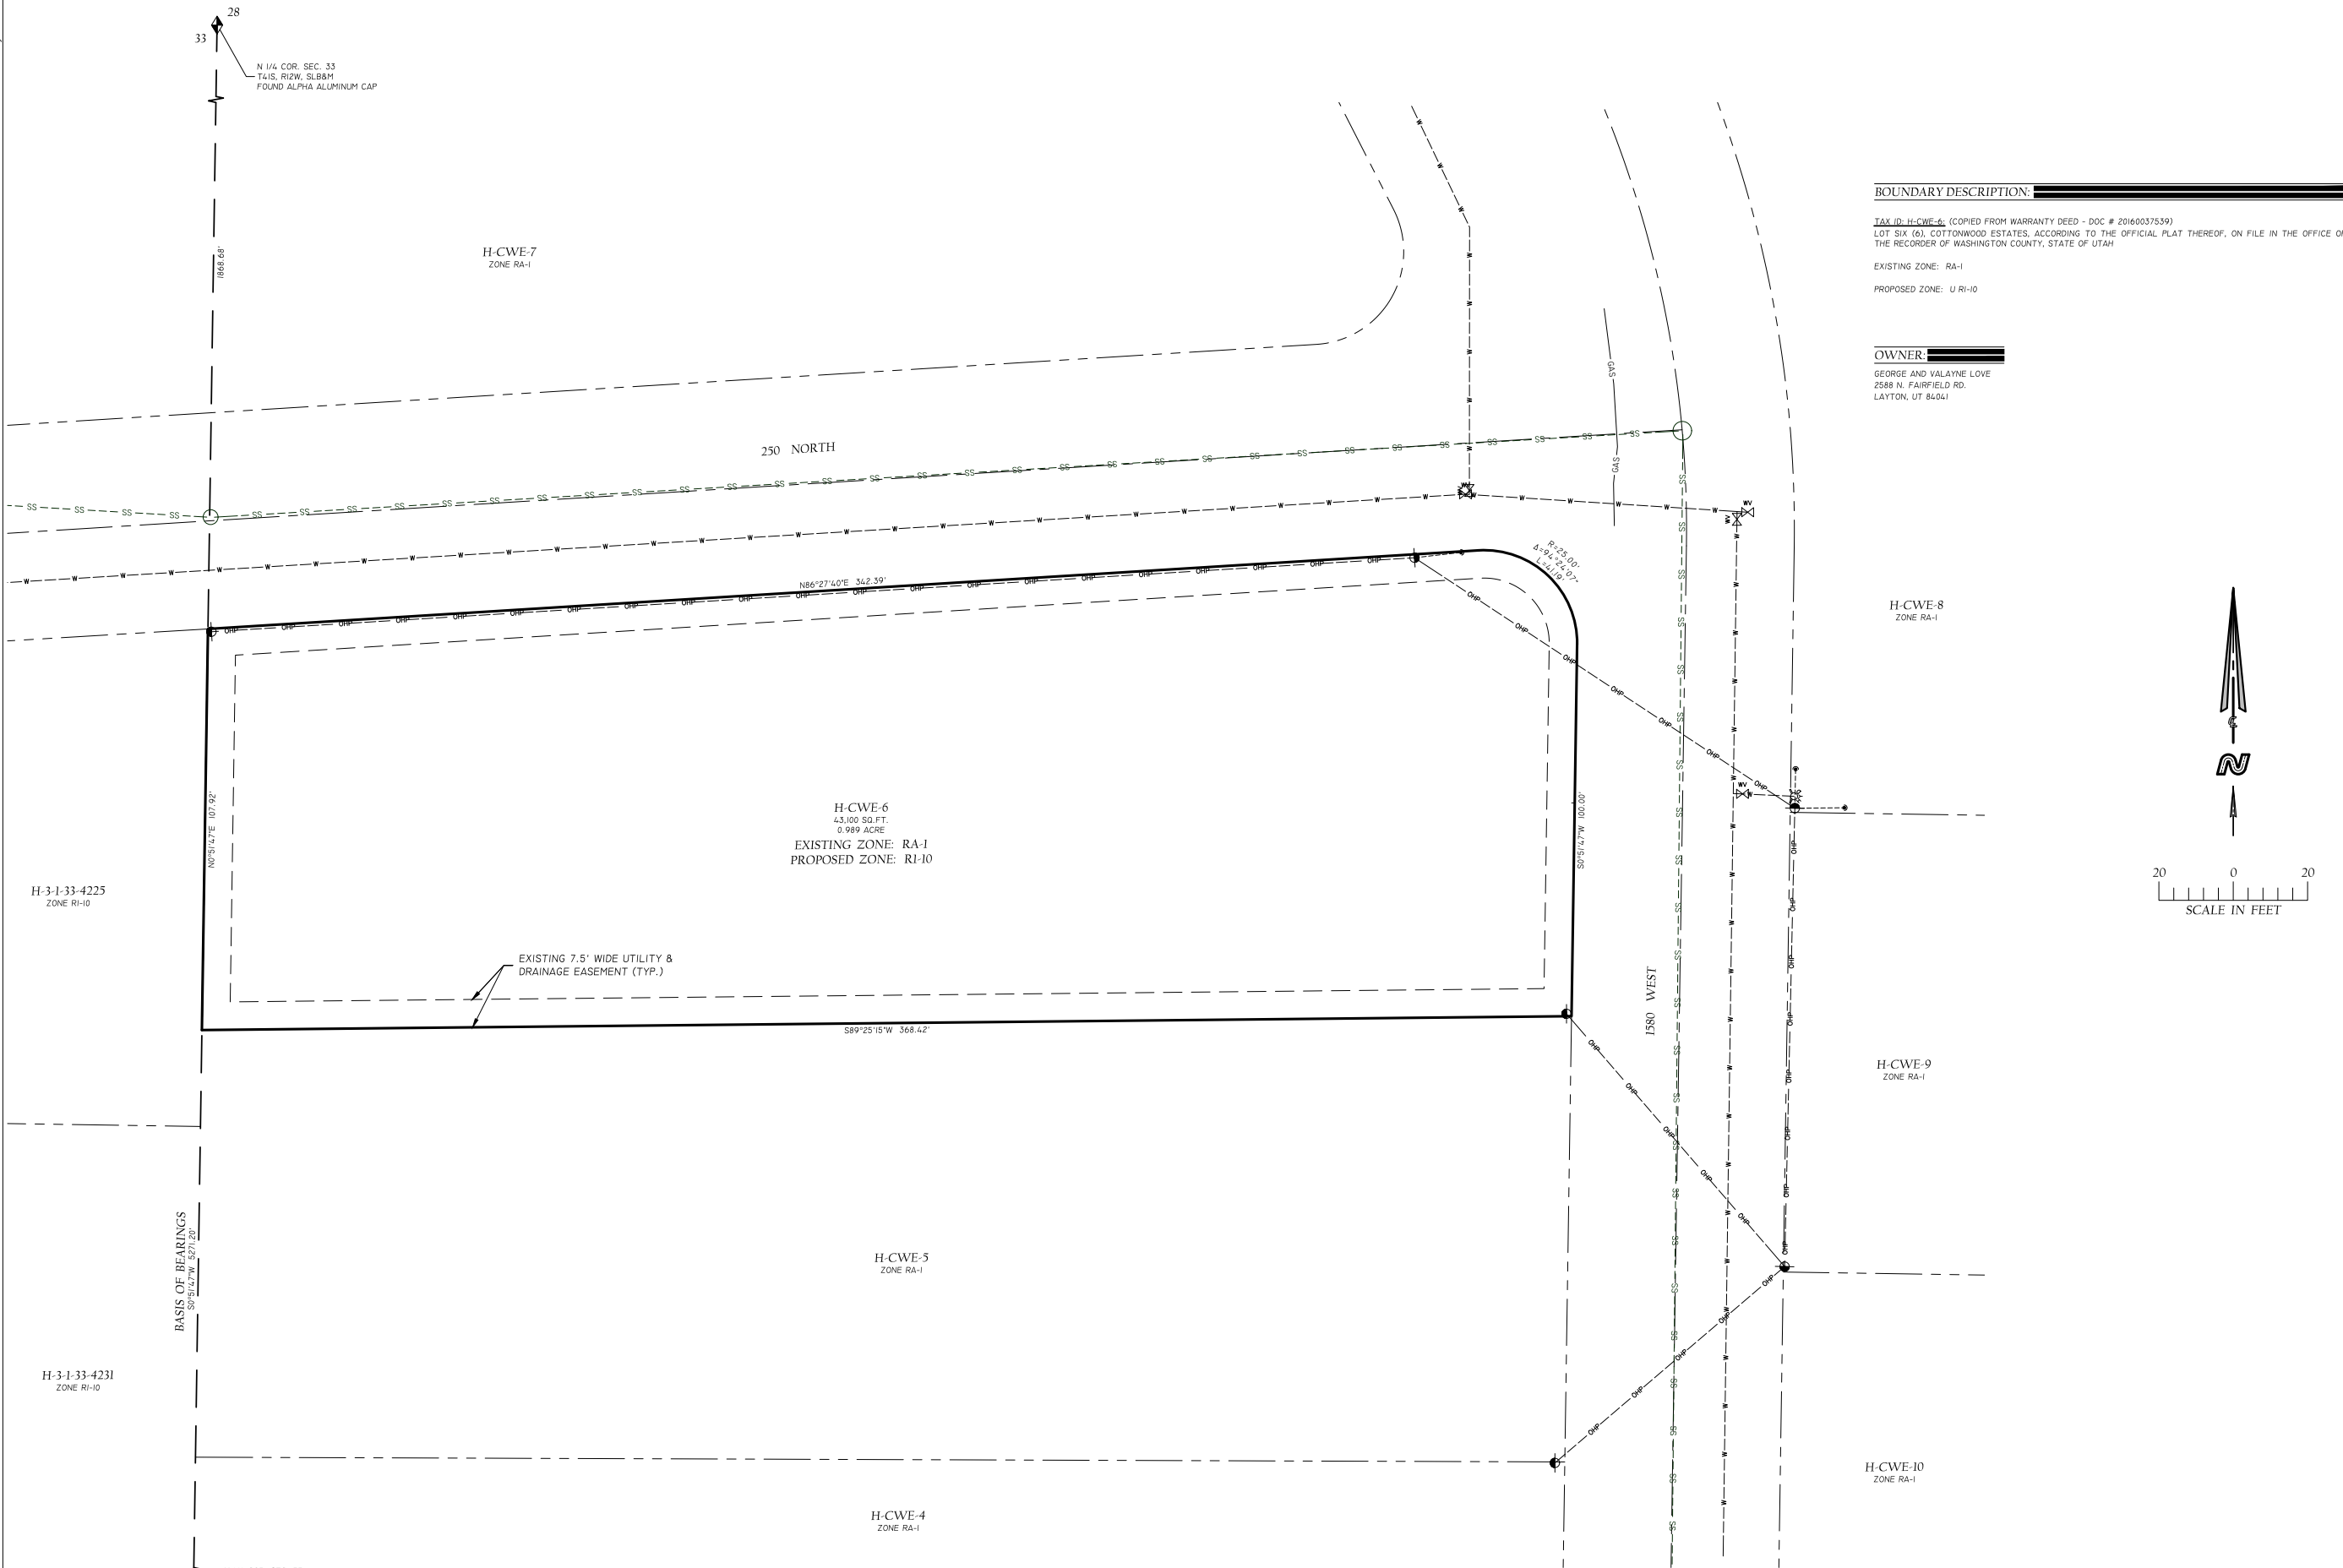 28
33
N 1/4 COR. SEC. 33
T41S, R12W, SLB&M
FOUND ALPHA ALUMINUM CAP
1868.68'
H-CWE-7
ZONE RA-1
250 NORTH
GAS
GAS
BOUNDARY DESCRIPTION:
TAX ID: H-CWE-6: (COPIED FROM WARRANTY DEED - DOC # 20160037539)
LOT SIX (6), COTTONWOOD ESTATES, ACCORDING TO THE OFFICIAL PLAT THEREOF, ON FILE IN THE OFFICE OF
THE RECORDER OF WASHINGTON COUNTY, STATE OF UTAH
EXISTING ZONE: RA-1
PROPOSED ZONE: U R1-10
OWNER:
GEORGE AND VALAYNE LOVE
2588 N. FAIRFIELD RD.
LAYTON, UT 84041
N86°27'40"E 342.39'
R=25.00'
Δ=94°24'07"
L=41.19'
WV
WV
WV
WV
H-CWE-8
ZONE RA-1
H-CWE-6
43,100 SQ.FT.
0.989 ACRE
EXISTING ZONE: RA-1
PROPOSED ZONE: R1-10
N0°51'47"E 107.92'
S0°51'47"W 100.00'
H-3-1-33-4225
ZONE R1-10
EXISTING 7.5' WIDE UTILITY &
DRAINAGE EASEMENT (TYP.)
S89°25'15"W 368.42'
1580 WEST
N
20 0 20
SCALE IN FEET
H-CWE-9
ZONE RA-1
BASIS OF BEARINGS
S0°51'47"W 5271.20'
H-CWE-5
ZONE RA-1
H-3-1-33-4231
ZONE R1-10
H-CWE-10
ZONE RA-1
H-CWE-4
ZONE RA-1